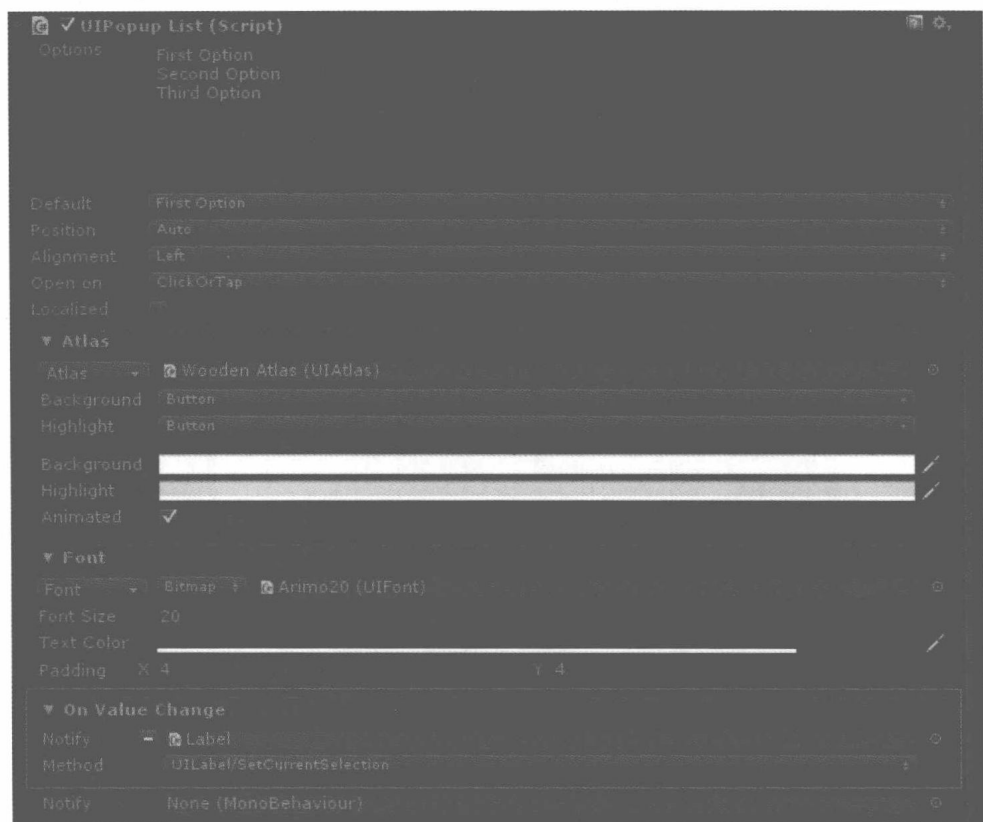 UIPopup List (Script)
Options First Option
Second Option
Third Option
Default First Option
Position Auto
Alignment Left
Open on ClickOrTap
Localized
Atlas
Atlas Wooden Atlas (UIAtlas)
Background Button
Highlight Button
Background
Highlight
Animated
Font
Font Bitmap Arimo20 (UIFont)
Font Size 20
Text Color
Padding X 4 Y 4
On Value Change
Notify Label
Method UILabel/SetCurrentSelection
Notify None (MonoBehaviour)